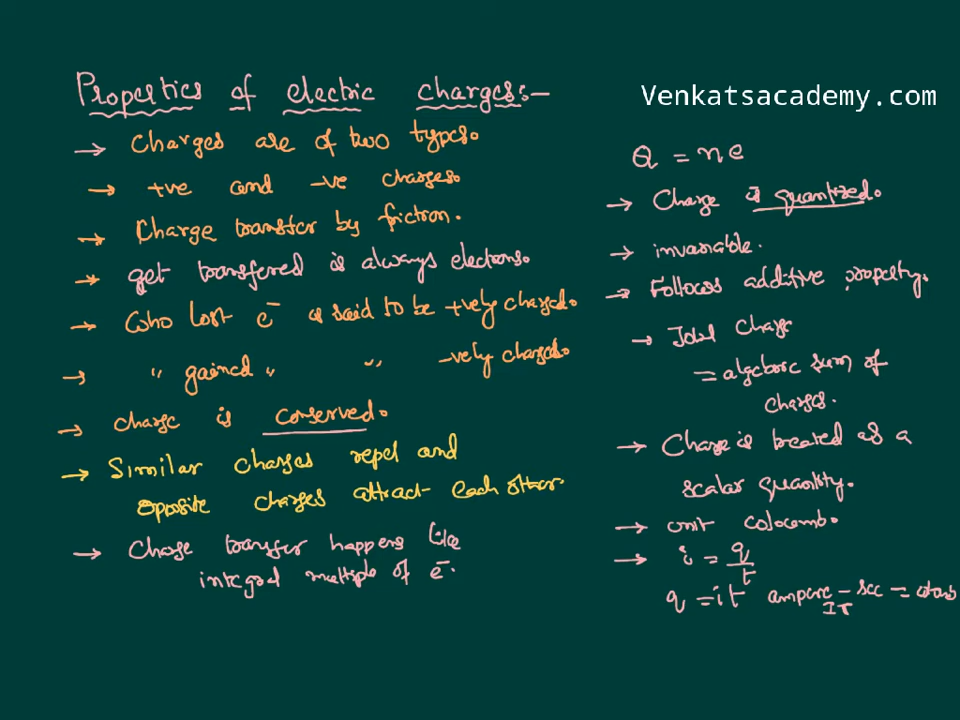 Properties of electric charges:-
→ Charges are of two types.
→ +ve and -ve charges.
→ Charge transfer by friction.
→ get transfered is always electrons.
→ Who lost e⁻ is said to be +vely charged.
→ " gained " " -vely charged.
→ charge is conserved.
→ Similar charges repel and
opposite charges attract each other.
→ Charge transfer happens like
integral multiple of e⁻.
Venkatsacademy.com
Q = ne
→ Charge is quantized.
→ invariable.
→ Follows additive property.
→ Total Charge
= algebric sum of
charges.
→ Charge is treated as a
scalar quantity.
→ unit colocomb.
→ i = q/t
q = it ampere - sec =
IT